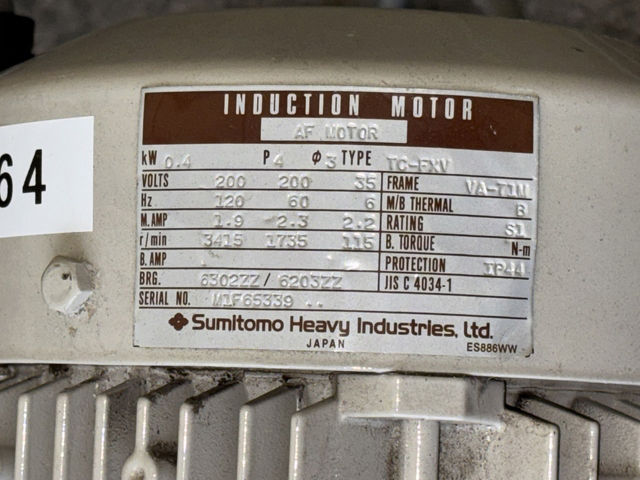 INDUCTION MOTOR
AF MOTOR
64
kW 0.4 P 4 φ 3 TYPE TC-FXV
VOLTS 200 200 35 FRAME VA-71M
Hz 120 60 6 M/B THERMAL B
M.AMP 1.9 2.3 2.2 RATING S1
r/min 3415 1735 115 B. TORQUE N-m
B. AMP PROTECTION IP44
BRG. 6302ZZ/6203ZZ JIS C 4034-1
SERIAL NO. M1F65339 ..
Sumitomo Heavy Industries, Ltd.
JAPAN ES886WW